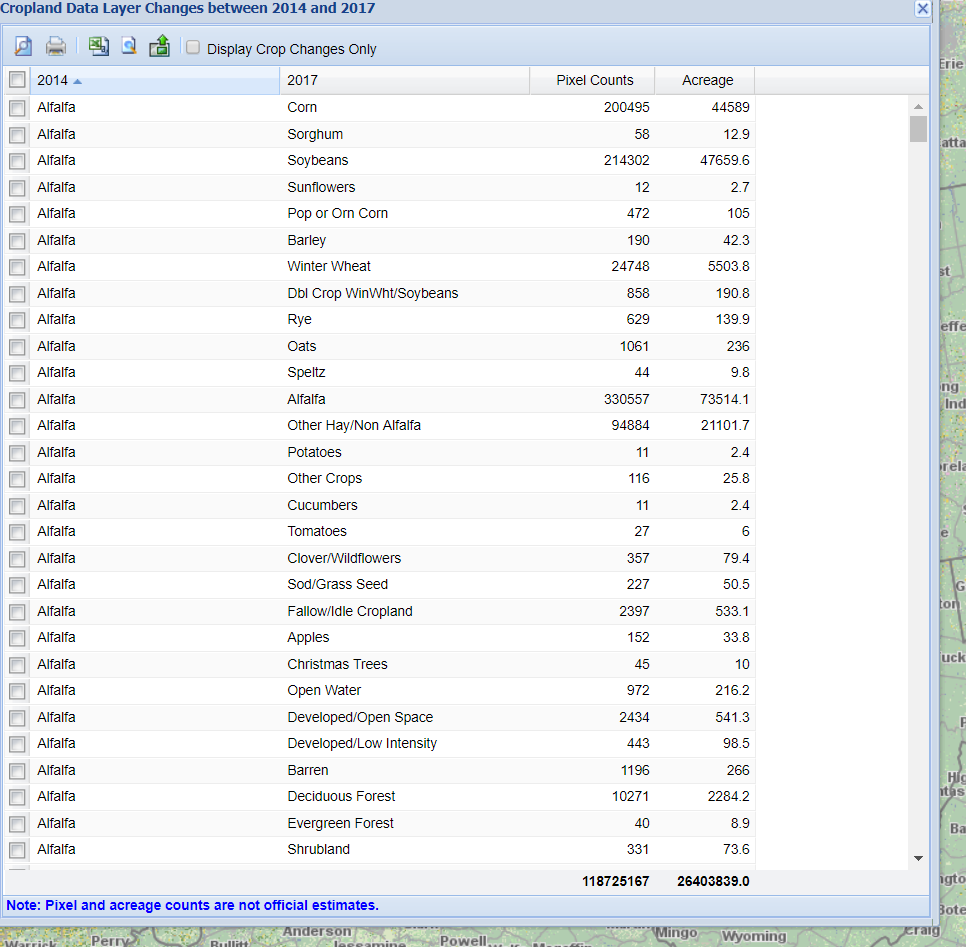 Cropland Data Layer Changes between 2014 and 2017
Display Crop Changes Only
2014 2017 Pixel Counts Acreage
Alfalfa Corn 200495 44589
Alfalfa Sorghum 58 12.9
Alfalfa Soybeans 214302 47659.6
Alfalfa Sunflowers 12 2.7
Alfalfa Pop or Orn Corn 472 105
Alfalfa Barley 190 42.3
Alfalfa Winter Wheat 24748 5503.8
Alfalfa Dbl Crop WinWht/Soybeans 858 190.8
Alfalfa Rye 629 139.9
Alfalfa Oats 1061 236
Alfalfa Speltz 44 9.8
Alfalfa Alfalfa 330557 73514.1
Alfalfa Other Hay/Non Alfalfa 94884 21101.7
Alfalfa Potatoes 11 2.4
Alfalfa Other Crops 116 25.8
Alfalfa Cucumbers 11 2.4
Alfalfa Tomatoes 27 6
Alfalfa Clover/Wildflowers 357 79.4
Alfalfa Sod/Grass Seed 227 50.5
Alfalfa Fallow/Idle Cropland 2397 533.1
Alfalfa Apples 152 33.8
Alfalfa Christmas Trees 45 10
Alfalfa Open Water 972 216.2
Alfalfa Developed/Open Space 2434 541.3
Alfalfa Developed/Low Intensity 443 98.5
Alfalfa Barren 1196 266
Alfalfa Deciduous Forest 10271 2284.2
Alfalfa Evergreen Forest 40 8.9
Alfalfa Shrubland 331 73.6
118725167 26403839.0
Note: Pixel and acreage counts are not official estimates.
Erie
Anderson
Perry
Bullitt
Powell
Mingo
Wyoming
Craig